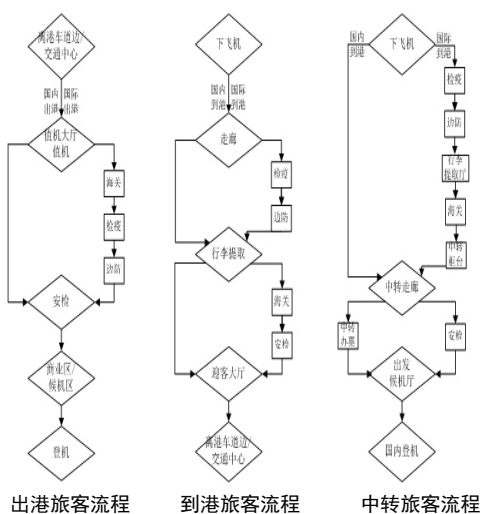 离港车道边/
交通中心
国内 国际
出港 出港
值机大厅
值机
海关
检疫
边防
安检
商业区/
候机区
登机
出港旅客流程
下飞机
国内 国际
到港 到港
走廊
检疫
边防
行李提取
海关
安检
迎客大厅
离港车道边/
交通中心
到港旅客流程
国内
到港
下飞机
国际
到港
检疫
边防
行李
提取厅
海关
中转
柜台
中转走廊
中转
办票
安检
出发
候机厅
国内登机
中转旅客流程